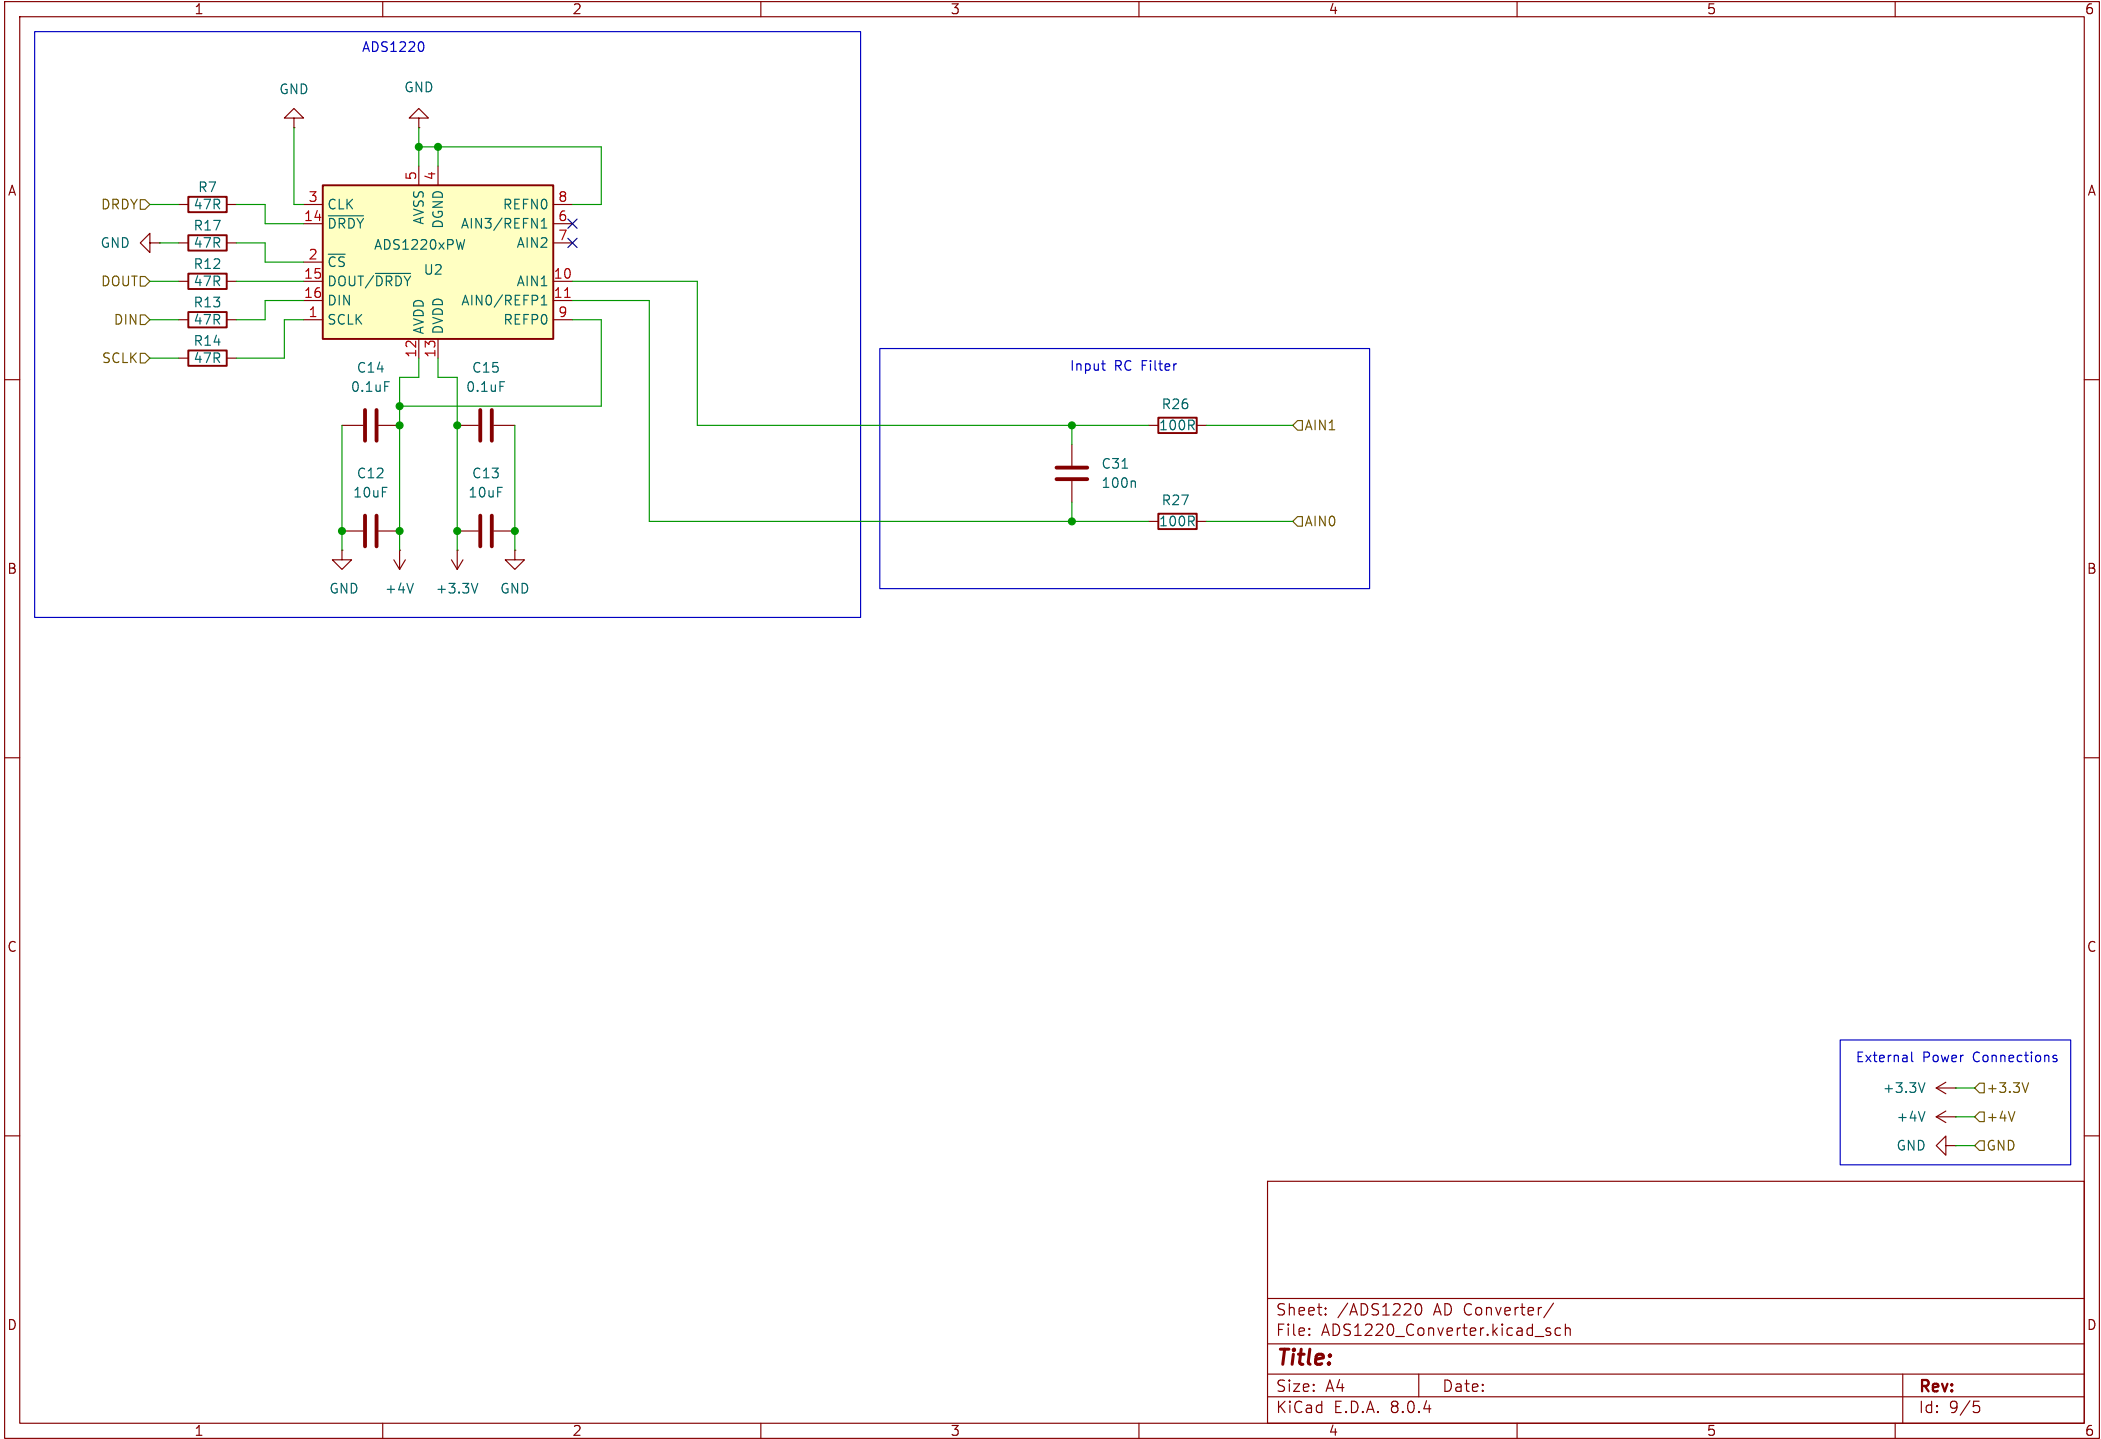 1 2 3 4 5 6
ADS1220
GND
GND
A
A
5
4
AVSS
DGND
R7
DRDY
47R
3
CLK
REFN0
8
14
DRDY
AIN3/REFN1
6
R17
GND
47R
AIN2
7
ADS1220xPW
2
CS
U2
R12
DOUT
47R
15
DOUT/DRDY
AIN1
10
16
DIN
AIN0/REFP1
11
R13
DIN
47R
1
SCLK
REFP0
9
AVDD
DVDD
R14
SCLK
47R
12
13
C14
0.1uF
C15
0.1uF
C12
10uF
C13
10uF
GND
+4V
+3.3V
GND
Input RC Filter
R26
100R
AIN1
C31
100n
R27
100R
AIN0
B
B
C
C
External Power Connections
+3.3V
+3.3V
+4V
+4V
GND
GND
Sheet: /ADS1220 AD Converter/
File: ADS1220_Converter.kicad_sch
D
D
Title:
Size: A4
Date:
Rev:
KiCad E.D.A. 8.0.4
Id: 9/5
1 2 3 4 5 6